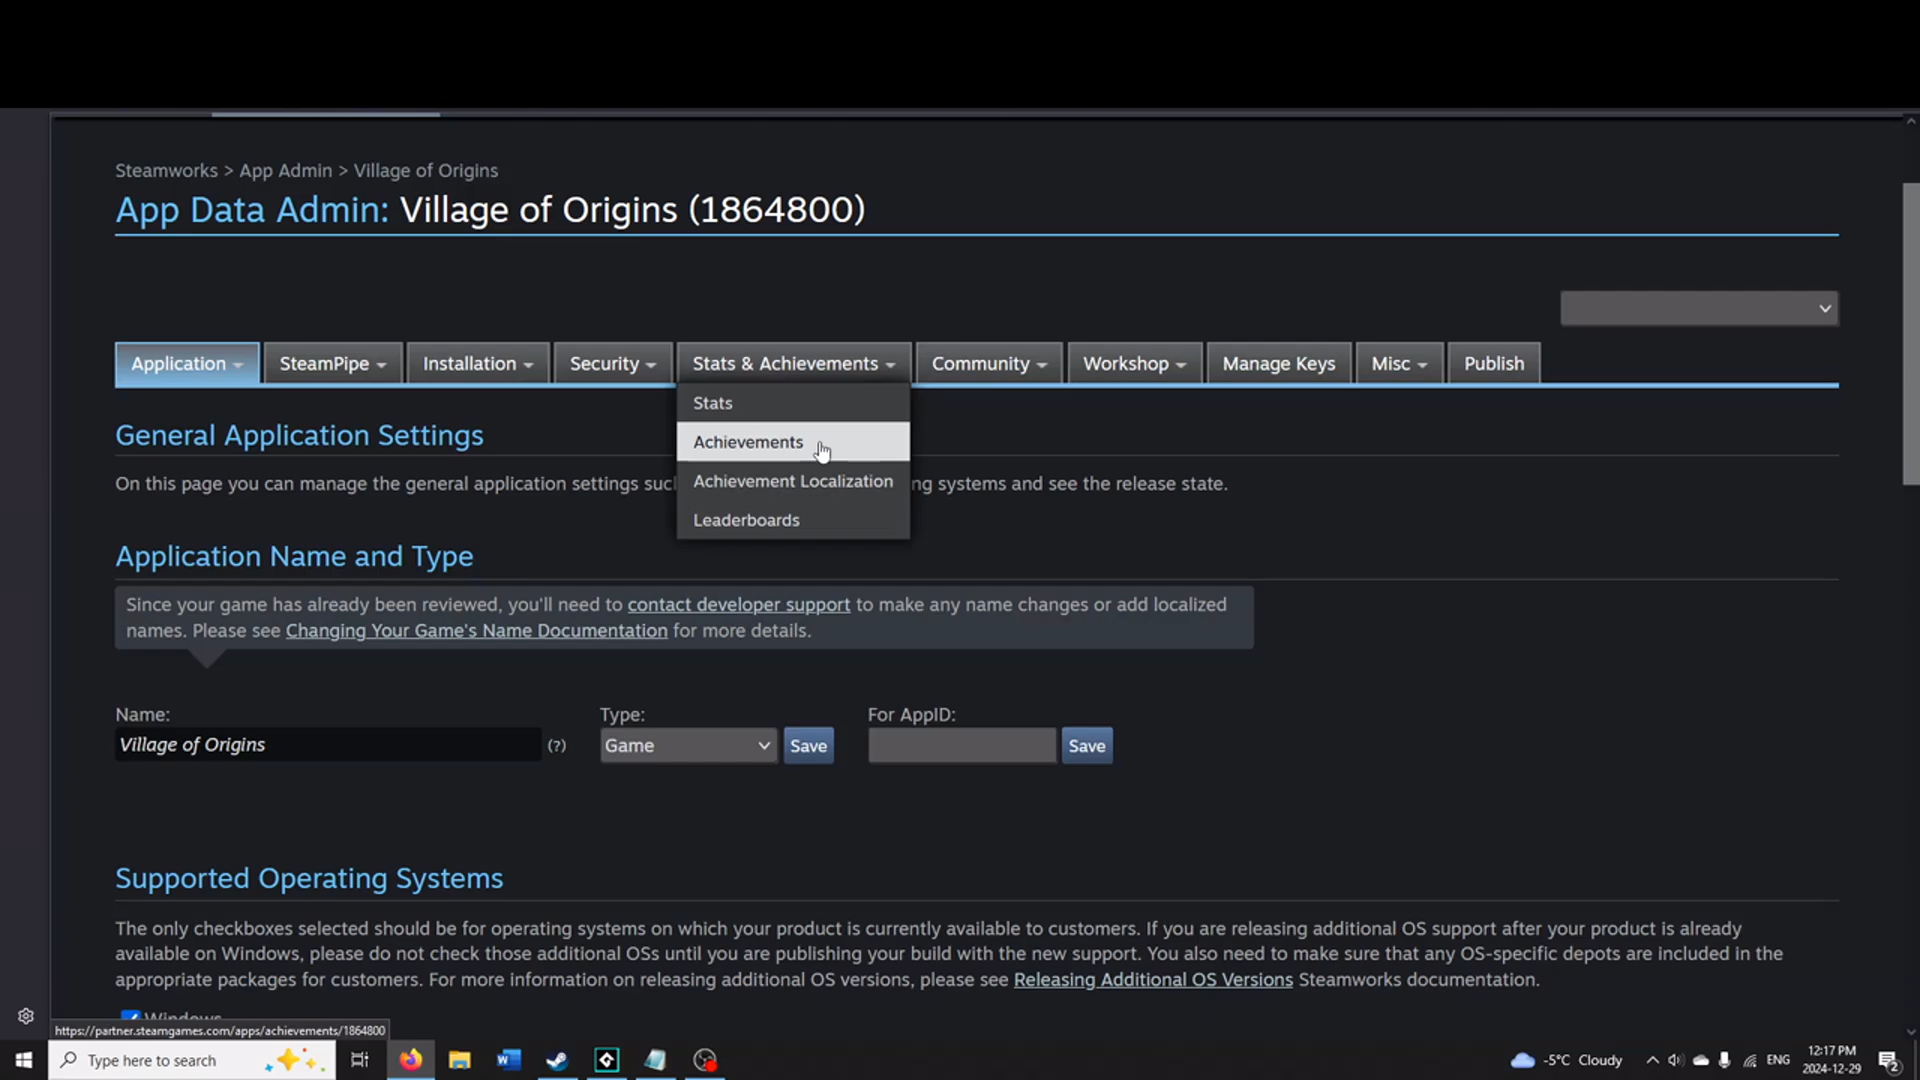 Steamworks > App Admin > Village of Origins
App Data Admin: Village of Origins (1864800)
Application
SteamPipe
Installation
Security
Stats & Achievements
Community
Workshop
Manage Keys
Misc
Publish
Stats
Achievements
Achievement Localization
Leaderboards
General Application Settings
On this page you can manage the general application settings suc ng systems and see the release state.
Application Name and Type
Since your game has already been reviewed, you'll need to contact developer support to make any name changes or add localized
names. Please see Changing Your Game's Name Documentation for more details.
Name: Type: For AppID:
Village of Origins (?) Game Save Save
Supported Operating Systems
The only checkboxes selected should be for operating systems on which your product is currently available to customers. If you are releasing additional OS support after your product is already
available on Windows, please do not check those additional OSs until you are publishing your build with the new support. You also need to make sure that any OS-specific depots are included in the
appropriate packages for customers. For more information on releasing additional OS versions, please see Releasing Additional OS Versions Steamworks documentation.
Windows
https://partner.steamgames.com/apps/achievements/1864800
Type here to search
-5°C Cloudy
ENG
12:17 PM
2024-12-29
2